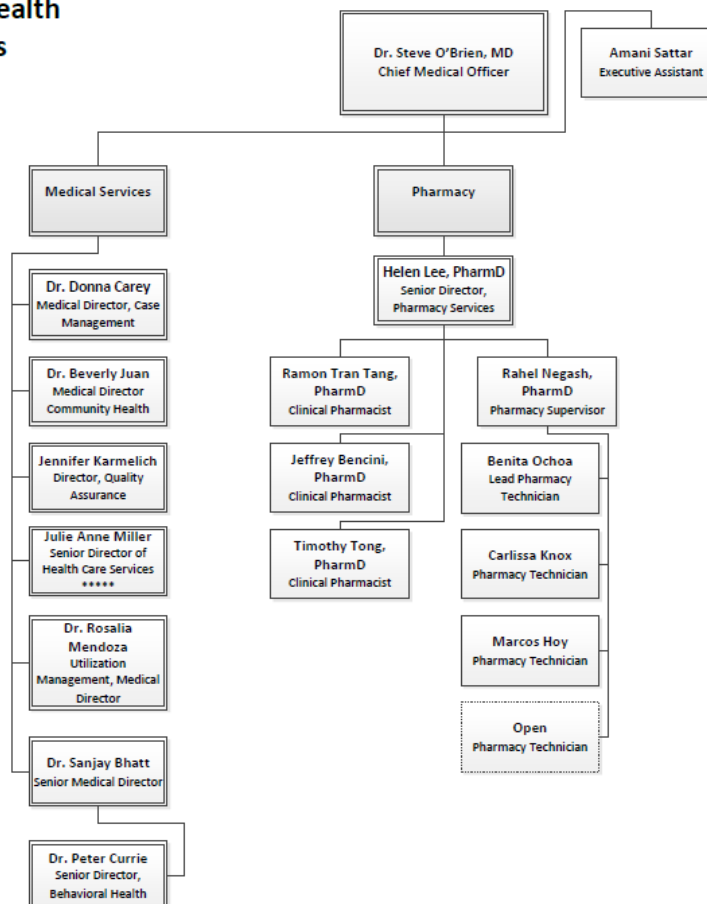 Dr. Steve O'Brien, MD
Chief Medical Officer
Amani Sattar
Executive Assistant
Medical Services
Pharmacy
Dr. Donna Carey
Medical Director, Case
Management
Dr. Beverly Juan
Medical Director
Community Health
Jennifer Karmelich
Director, Quality
Assurance
Julie Anne Miller
Senior Director of
Health Care Services
*****
Dr. Rosalia
Mendoza
Utilization
Management, Medical
Director
Dr. Sanjay Bhatt
Senior Medical Director
Dr. Peter Currie
Senior Director,
Behavioral Health
Helen Lee, PharmD
Senior Director,
Pharmacy Services
Ramon Tran Tang,
PharmD
Clinical Pharmacist
Jeffrey Bencini,
PharmD
Clinical Pharmacist
Timothy Tong,
PharmD
Clinical Pharmacist
Rahel Negash,
PharmD
Pharmacy Supervisor
Benita Ochoa
Lead Pharmacy
Technician
Carlissa Knox
Pharmacy Technician
Marcos Hoy
Pharmacy Technician
Open
Pharmacy Technician